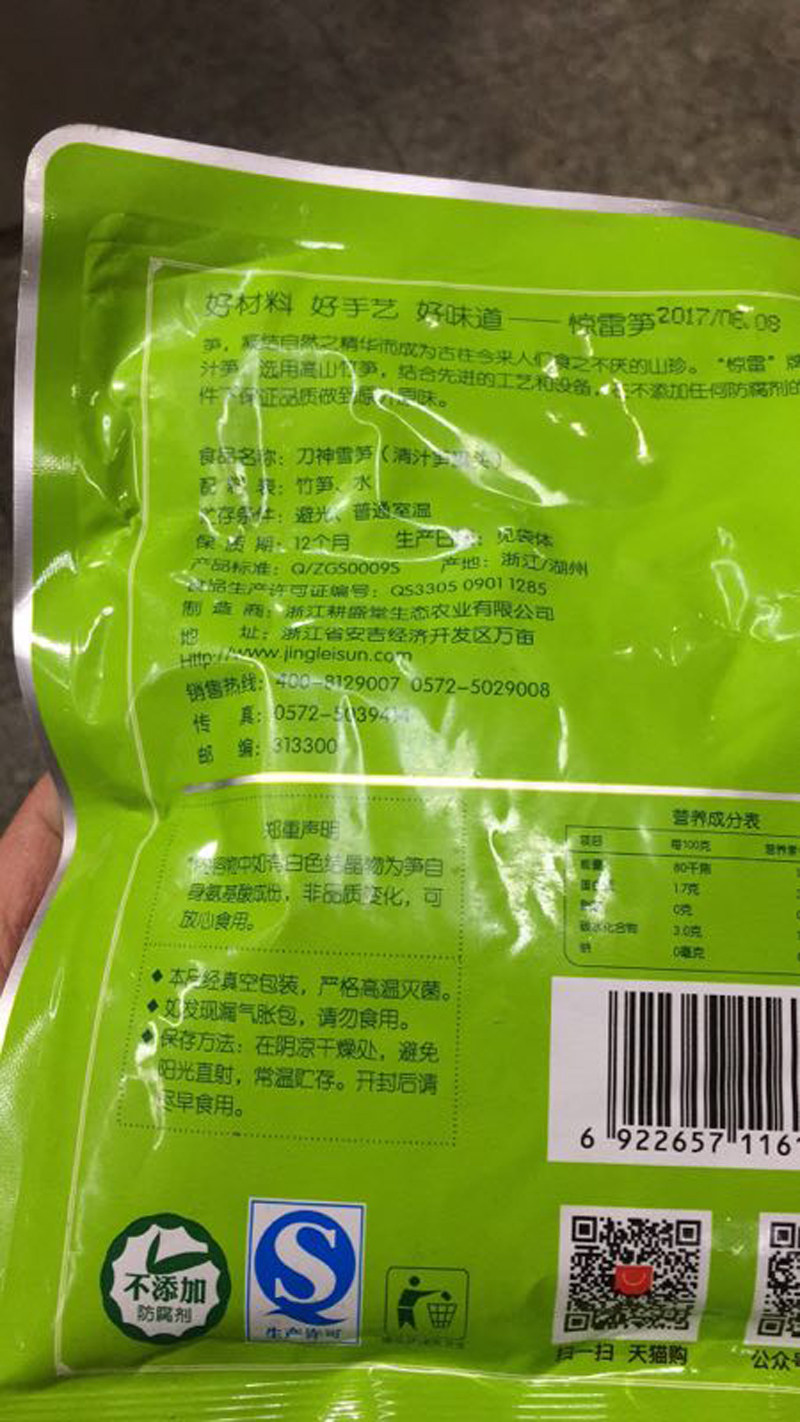 好材料 好手艺 好味道——惊雷笋 2017/08.08
笋，凝结自然之精华而成为古往今来人们食之不厌的山珍。“惊雷”牌
汁笋 选用高山竹笋，结合先进的工艺和设备，在不添加任何防腐剂的
件下保证品质做到原汁原味。
食品名称：刀神雪笋（清汁笋
配 料 表：竹笋、水
贮存条件：避光、普通室温
保 质 期：12个月 生产日期：见袋体
产品标准：Q/ZGS0009S 产地：浙江/湖州
食品生产许可证编号：QS3305 0901 1285
制 造 商：浙江耕盛堂生态农业有限公司
地 址：浙江省安吉经济开发区万亩
Http://www.jingleisun.com
销售热线：400-8129007 0572-5029008
传 真：0572-503941
邮 编：313300
郑重声明
内容物中如有白色结晶物为笋自
身氨基酸成份，非品质变化，可
放心食用。
◆ 本品经真空包装，严格高温灭菌。
◆ 如发现漏气胀包，请勿食用。
◆ 保存方法：在阴凉干燥处，避免
阳光直射，常温贮存。开封后请
尽早食用。
营养成分表
项目 每100克 营养素
能量 80千焦
蛋白质 1.7克
脂肪 0克
碳水化合物 3.0克
钠 0毫克
6 922657 116
不添加
防腐剂
生产许可
扫一扫 天猫购
公众号